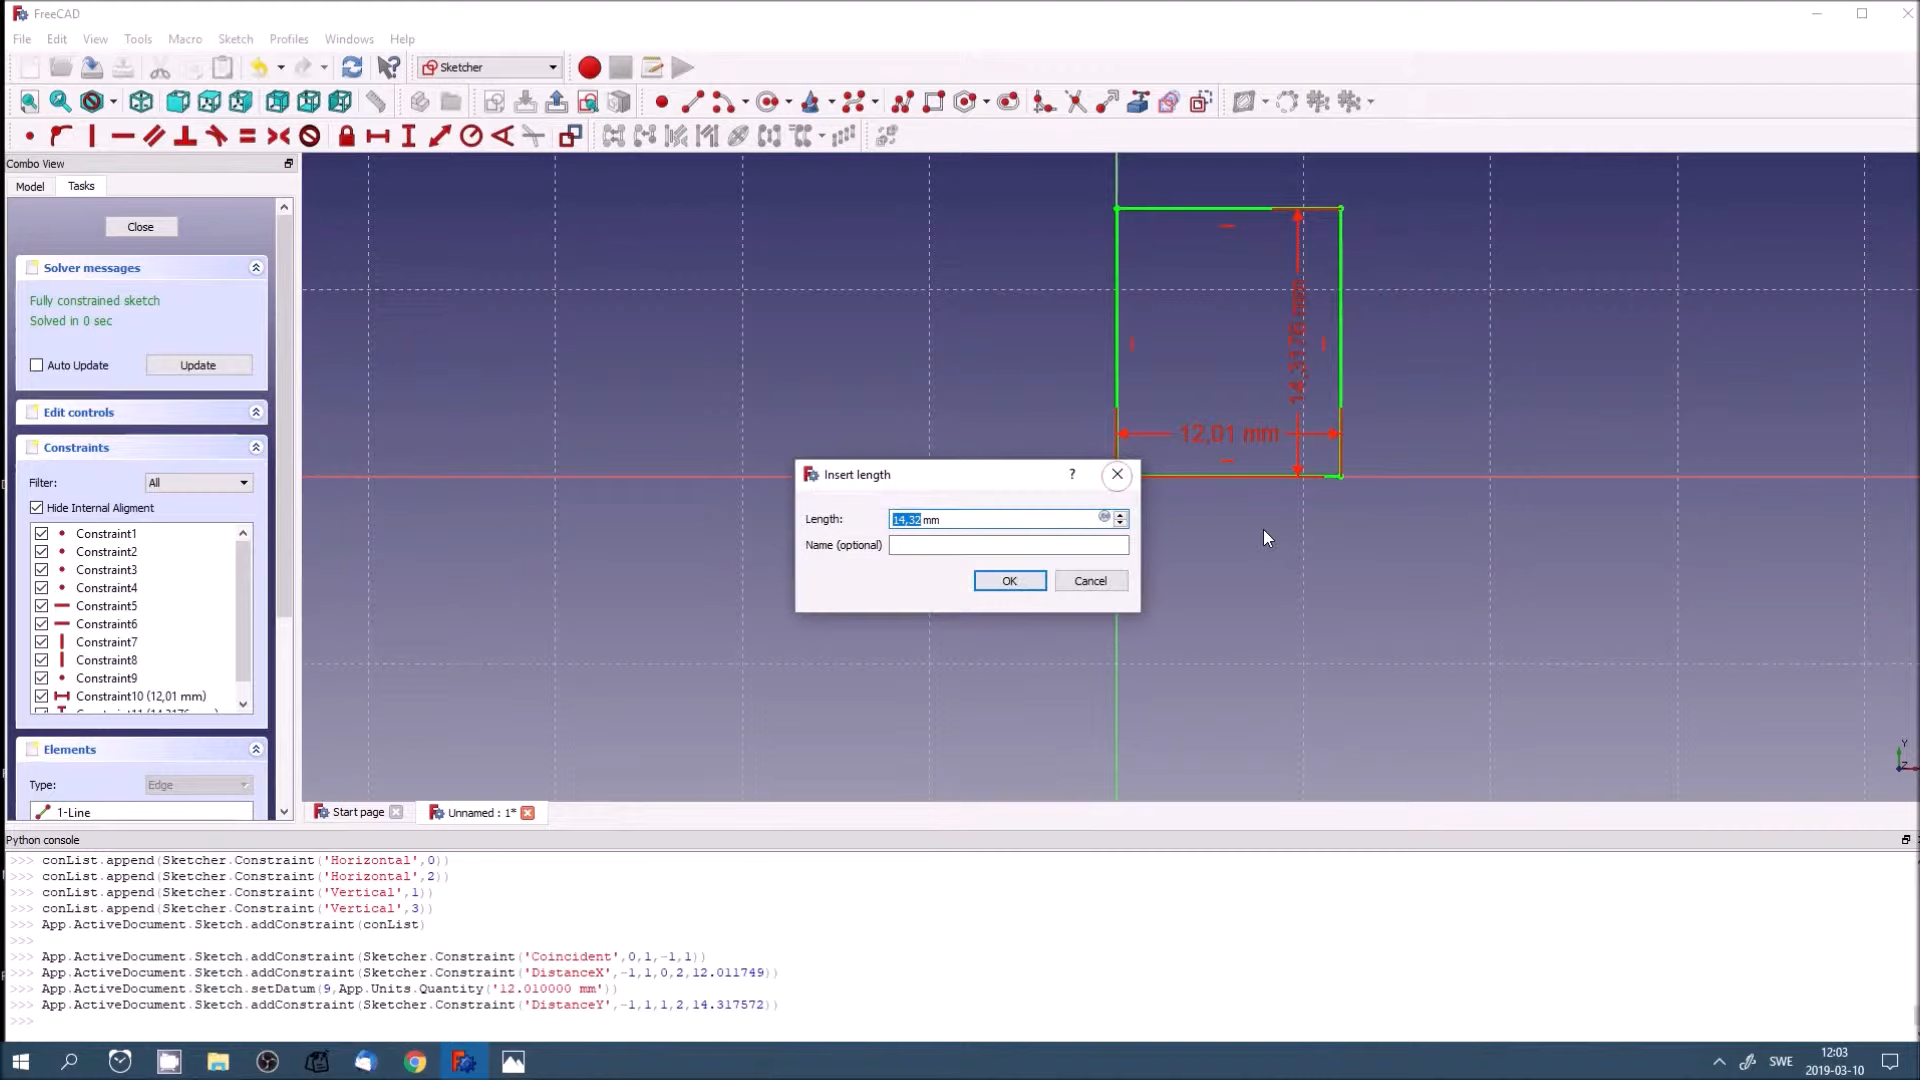 FreeCAD
File Edit View Tools Macro Sketch Profiles Windows Help
Sketcher
Combo View
Model Tasks
Close
Solver messages
Fully constrained sketch
Solved in 0 sec
Auto Update Update
Edit controls
Constraints
Filter: All
Hide Internal Aligment
Constraint1
Constraint2
Constraint3
Constraint4
Constraint5
Constraint6
Constraint7
Constraint8
Constraint9
Constraint10 (12,01 mm)
Constraint11 (14,3176 mm)
Elements
Type: Edge
1-Line
14,3176 mm
12,01 mm
Insert length ?
Length: 14,32 mm
Name (optional)
OK Cancel
Y
Z
Start page Unnamed : 1*
Python console
>>> conList.append(Sketcher.Constraint('Horizontal',0))
>>> conList.append(Sketcher.Constraint('Horizontal',2))
>>> conList.append(Sketcher.Constraint('Vertical',1))
>>> conList.append(Sketcher.Constraint('Vertical',3))
>>> App.ActiveDocument.Sketch.addConstraint(conList)
>>>
>>> App.ActiveDocument.Sketch.addConstraint(Sketcher.Constraint('Coincident',0,1,-1,1))
>>> App.ActiveDocument.Sketch.addConstraint(Sketcher.Constraint('DistanceX',-1,1,0,2,12.011749))
>>> App.ActiveDocument.Sketch.setDatum(9,App.Units.Quantity('12.010000 mm'))
>>> App.ActiveDocument.Sketch.addConstraint(Sketcher.Constraint('DistanceY',-1,1,1,2,14.317572))
>>>
SWE
12:03
2019-03-10